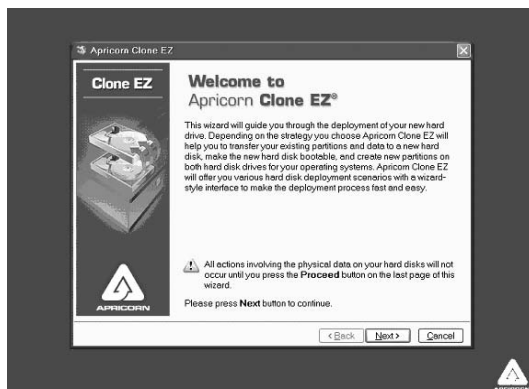 Apricorn Clone EZ
Clone EZ
Welcome to
Apricorn Clone EZ®
This wizard will guide you through the deployment of your new hard
drive. Depending on the strategy you choose Apricorn Clone EZ will
help you to transfer your existing partitions and data to a new hard
disk, make the new hard disk bootable, and create new partitions on
both hard disk drives for your operating systems. Apricorn Clone EZ
will offer you various hard disk deployment scenarios with a wizard-
style interface to make the deployment process fast and easy.
All actions involving the physical data on your hard disks will not
occur until you press the Proceed button on the last page of this
wizard.
Please press Next button to continue.
APRICORN
< Back Next > Cancel